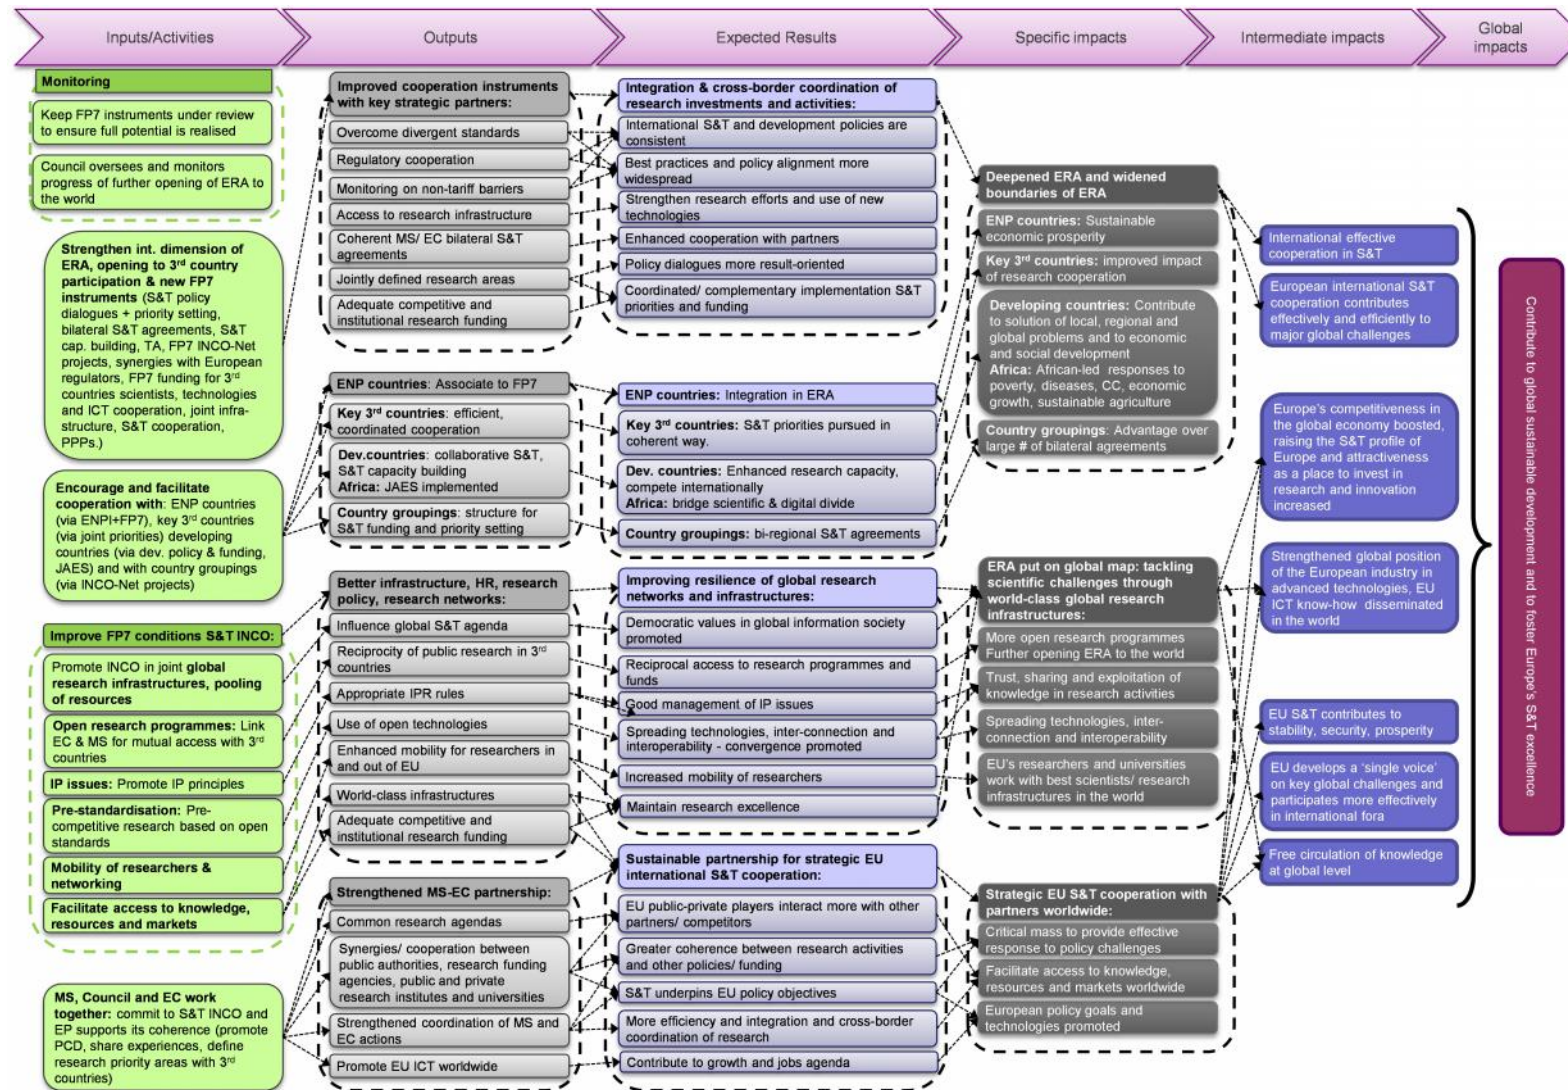 Inputs/Activities
Outputs
Expected Results
Specific impacts
Intermediate impacts
Global
impacts
Monitoring
Keep FP7 instruments under review
to ensure full potential is realised
Council oversees and monitors
progress of further opening of ERA to
the world
Strengthen int. dimension of
ERA, opening to 3rd country
participation & new FP7
instruments (S&T policy
dialogues + priority setting,
bilateral S&T agreements, S&T
cap. building, TA, FP7 INCO-Net
projects, synergies with European
regulators, FP7 funding for 3rd
countries scientists, technologies
and ICT cooperation, joint infra-
structure, S&T cooperation,
PPPs.)
Encourage and facilitate
cooperation with: ENP countries
(via ENPI+FP7), key 3rd countries
(via joint priorities) developing
countries (via dev. policy & funding,
JAES) and with country groupings
(via INCO-Net projects)
Improve FP7 conditions S&T INCO:
Promote INCO in joint global
research infrastructures, pooling
of resources
Open research programmes: Link
EC & MS for mutual access with 3rd
countries
IP issues: Promote IP principles
Pre-standardisation: Pre-
competitive research based on open
standards
Mobility of researchers &
networking
Facilitate access to knowledge,
resources and markets
MS, Council and EC work
together: commit to S&T INCO and
EP supports its coherence (promote
PCD, share experiences, define
research priority areas with 3rd
countries)
Improved cooperation instruments
with key strategic partners:
Overcome divergent standards
Regulatory cooperation
Monitoring on non-tariff barriers
Access to research infrastructure
Coherent MS/ EC bilateral S&T
agreements
Jointly defined research areas
Adequate competitive and
institutional research funding
ENP countries: Associate to FP7
Key 3rd countries: efficient,
coordinated cooperation
Dev.countries: collaborative S&T,
S&T capacity building
Africa: JAES implemented
Country groupings: structure for
S&T funding and priority setting
Better infrastructure, HR, research
policy, research networks:
Influence global S&T agenda
Reciprocity of public research in 3rd
countries
Appropriate IPR rules
Use of open technologies
Enhanced mobility for researchers in
and out of EU
World-class infrastructures
Adequate competitive and
institutional research funding
Strengthened MS-EC partnership:
Common research agendas
Synergies/ cooperation between
public authorities, research funding
agencies, public and private
research institutes and universities
Strengthened coordination of MS and
EC actions
Promote EU ICT worldwide
Integration & cross-border coordination of
research investments and activities:
International S&T and development policies are
consistent
Best practices and policy alignment more
widespread
Strengthen research efforts and use of new
technologies
Enhanced cooperation with partners
Policy dialogues more result-oriented
Coordinated/ complementary implementation S&T
priorities and funding
ENP countries: Integration in ERA
Key 3rd countries: S&T priorities pursued in
coherent way.
Dev. countries: Enhanced research capacity,
compete internationally
Africa: bridge scientific & digital divide
Country groupings: bi-regional S&T agreements
Improving resilience of global research
networks and infrastructures:
Democratic values in global information society
promoted
Reciprocal access to research programmes and
funds
Good management of IP issues
Spreading technologies, inter-connection and
interoperability - convergence promoted
Increased mobility of researchers
Maintain research excellence
Sustainable partnership for strategic EU
international S&T cooperation:
EU public-private players interact more with other
partners/ competitors
Greater coherence between research activities
and other policies/ funding
S&T underpins EU policy objectives
More efficiency and integration and cross-border
coordination of research
Contribute to growth and jobs agenda
Deepened ERA and widened
boundaries of ERA
ENP countries: Sustainable
economic prosperity
Key 3rd countries: improved impact
of research cooperation
Developing countries: Contribute
to solution of local, regional and
global problems and to economic
and social development
Africa: African-led responses to
poverty, diseases, CC, economic
growth, sustainable agriculture
Country groupings: Advantage over
large # of bilateral agreements
ERA put on global map: tackling
scientific challenges through
world-class global research
infrastructures:
More open research programmes
Further opening ERA to the world
Trust, sharing and exploitation of
knowledge in research activities
Spreading technologies, inter-
connection and interoperability
EU's researchers and universities
work with best scientists/ research
infrastructures in the world
Strategic EU S&T cooperation with
partners worldwide:
Critical mass to provide effective
response to policy challenges
Facilitate access to knowledge,
resources and markets worldwide
European policy goals and
technologies promoted
International effective
cooperation in S&T
European international S&T
cooperation contributes
effectively and efficiently to
major global challenges
Europe's competitiveness in
the global economy boosted,
raising the S&T profile of
Europe and attractiveness
as a place to invest in
research and innovation
increased
Strengthened global position
of the European industry in
advanced technologies, EU
ICT know-how disseminated
in the world
EU S&T contributes to
stability, security, prosperity
EU develops a 'single voice'
on key global challenges and
participates more effectively
in international fora
Free circulation of knowledge
at global level
Contribute to global sustainable development and to foster Europe's S&T
excellence